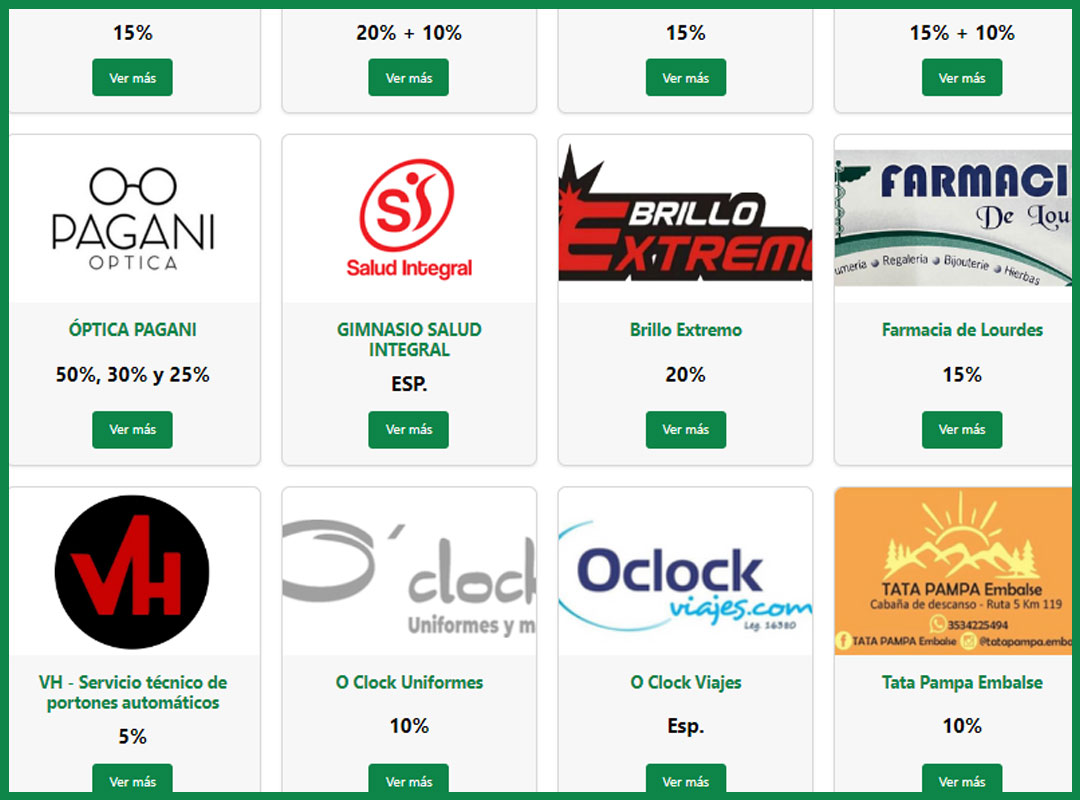 15%
20% + 10%
15%
15% + 10%
Ver más
Ver más
Ver más
Ver más
PAGANI
OPTICA
ÓPTICA PAGANI
50%, 30% y 25%
Ver más
Si
Salud Integral
GIMNASIO SALUD
INTEGRAL
ESP.
Ver más
BRILLO
EXTREMO
Brillo Extremo
20%
Ver más
FARMACI
De Lou
umeria Regaleria Bijouterie Hierbas
Farmacia de Lourdes
15%
Ver más
VH
VH - Servicio técnico de
portones automáticos
5%
Ver más
O´clock
Uniformes y m
O Clock Uniformes
10%
Ver más
Oclock
viajes.com
Leg. 16380
O Clock Viajes
Esp.
Ver más
TATA PAMPA Embalse
Cabaña de descanso - Ruta 5 Km 119
3534225494
TATA PAMPA Embalse @tatapampa.emba
Tata Pampa Embalse
10%
Ver más